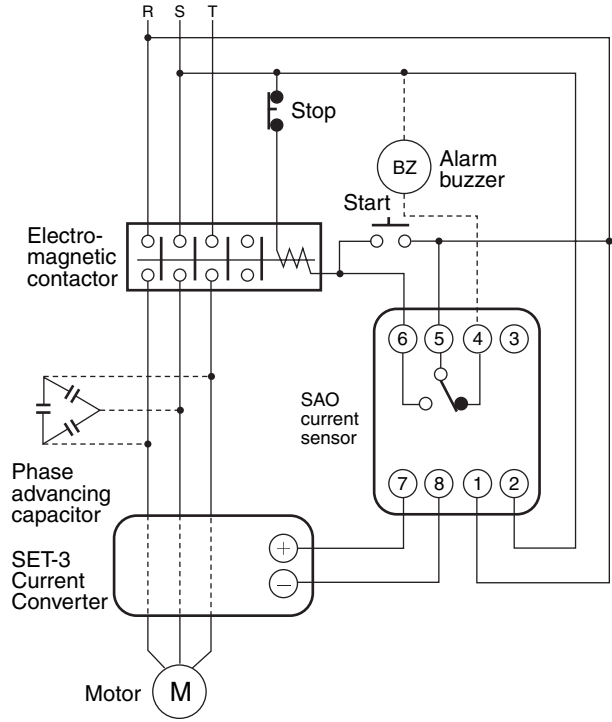 R S T
Stop
BZ
Alarm
buzzer
Start
Electro-
magnetic
contactor
6 5 4 3
SAO
current
sensor
7 8 1 2
Phase
advancing
capacitor
SET-3
Current
Converter
+
−
Motor
M